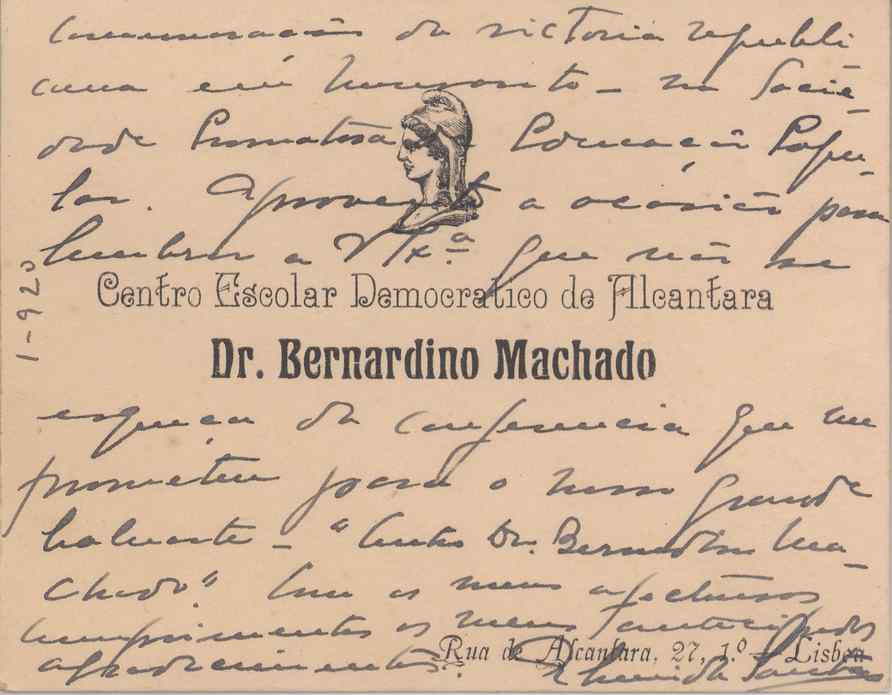 Comemoração da victoria republi
cana em Monsanto - na Socie-
dade Promotora Educação Popu-
lar. Aproveito a ocasião para
lembrar a V. Exª. que não se
Centro Escolar Democratico de Alcantara
Dr. Bernardino Machado
esqueça da conferencia que me
prometeu para o nosso grande
baluarte - "Centro Dr. Bernardino Ma-
chado". Com os meus afectuosos
cumprimentos os meus antecipados
agradecimentos.
Rua de Alcantara, 27, 1.º - Lisboa
1-920